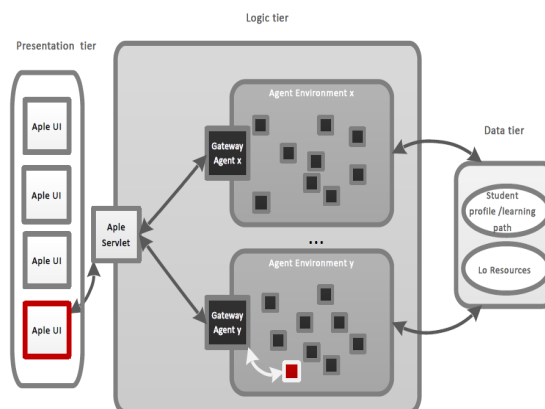 Logic tier
Presentation tier
Agent Environment x
Aple UI
Gateway
Agent x
Data tier
Aple UI
Student
profile /learning
path
Aple
Servlet
...
Aple UI
Agent Environment y
Lo Resources
Gateway
Agent y
Aple UI